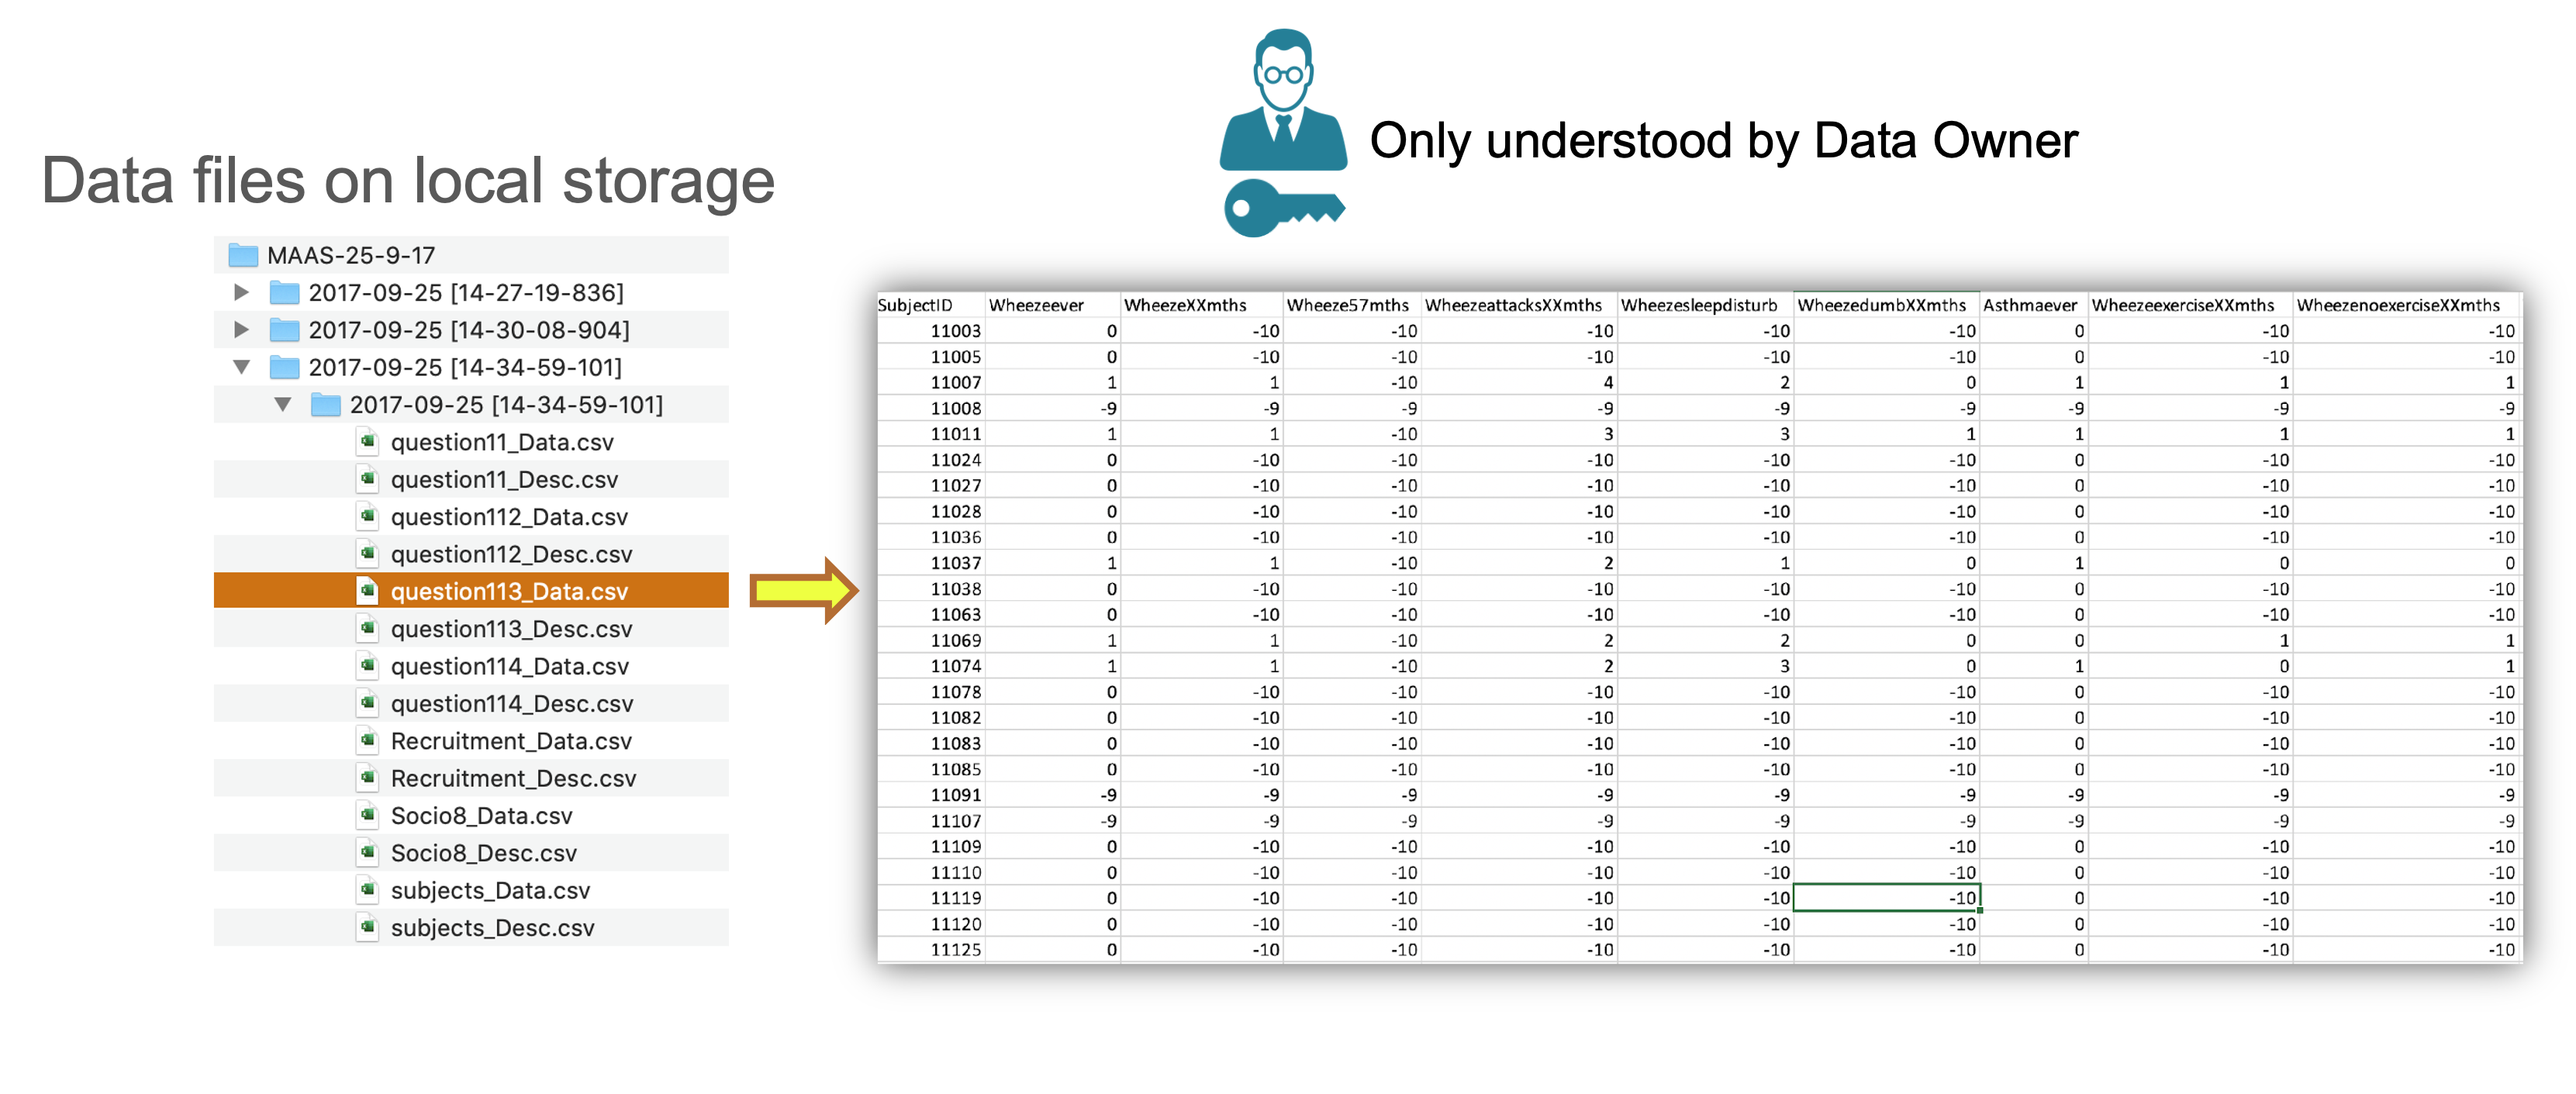 Only understood by Data Owner
Data files on local storage
MAAS-25-9-17
2017-09-25 [14-27-19-836]
2017-09-25 [14-30-08-904]
2017-09-25 [14-34-59-101]
2017-09-25 [14-34-59-101]
question11_Data.csv
question11_Desc.csv
question112_Data.csv
question112_Desc.csv
question113_Data.csv
question113_Desc.csv
question114_Data.csv
question114_Desc.csv
Recruitment_Data.csv
Recruitment_Desc.csv
Socio8_Data.csv
Socio8_Desc.csv
subjects_Data.csv
subjects_Desc.csv
SubjectID Wheezeever WheezeXXmths Wheeze57mths WheezeattacksXXmths Wheezesleepdisturb WheezedumbXXmths Asthmaever WheezeexerciseXXmths WheezenoexerciseXXmths
11003 0 -10 -10 -10 -10 -10 0 -10 -10
11005 0 -10 -10 -10 -10 -10 0 -10 -10
11007 1 1 -10 4 2 0 1 1 1
11008 -9 -9 -9 -9 -9 -9 -9 -9 -9
11011 1 1 -10 3 3 1 1 1 1
11024 0 -10 -10 -10 -10 -10 0 -10 -10
11027 0 -10 -10 -10 -10 -10 0 -10 -10
11028 0 -10 -10 -10 -10 -10 0 -10 -10
11036 0 -10 -10 -10 -10 -10 0 -10 -10
11037 1 1 -10 2 1 0 1 0 0
11038 0 -10 -10 -10 -10 -10 0 -10 -10
11063 0 -10 -10 -10 -10 -10 0 -10 -10
11069 1 1 -10 2 2 0 0 1 1
11074 1 1 -10 2 3 0 1 0 1
11078 0 -10 -10 -10 -10 -10 0 -10 -10
11082 0 -10 -10 -10 -10 -10 0 -10 -10
11083 0 -10 -10 -10 -10 -10 0 -10 -10
11085 0 -10 -10 -10 -10 -10 0 -10 -10
11091 -9 -9 -9 -9 -9 -9 -9 -9 -9
11107 -9 -9 -9 -9 -9 -9 -9 -9 -9
11109 0 -10 -10 -10 -10 -10 0 -10 -10
11110 0 -10 -10 -10 -10 -10 0 -10 -10
11119 0 -10 -10 -10 -10 -10 0 -10 -10
11120 0 -10 -10 -10 -10 -10 0 -10 -10
11125 0 -10 -10 -10 -10 -10 0 -10 -10